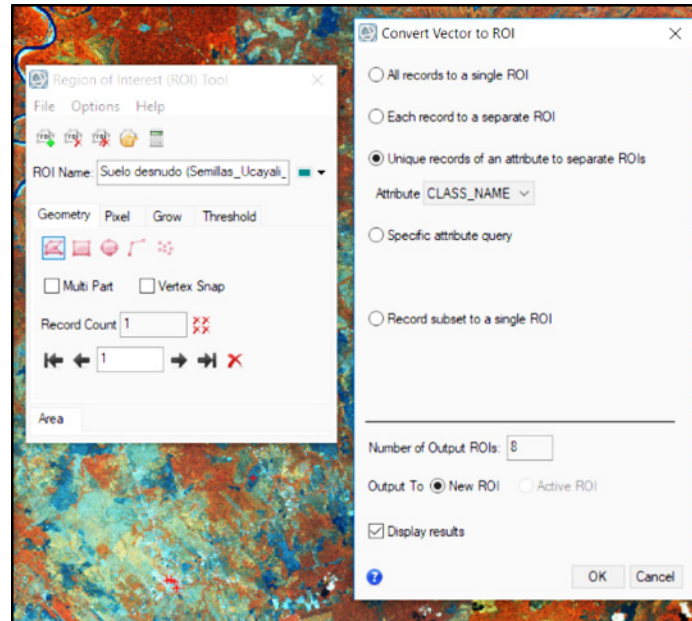 Region of Interest (ROI) Tool
File Options Help
ROI Name: Suelo desnudo (Semillas_Ucayali_
Geometry Pixel Grow Threshold
Multi Part Vertex Snap
Record Count 1
1
Area
Convert Vector to ROI
All records to a single ROI
Each record to a separate ROI
Unique records of an attribute to separate ROIs
Attribute CLASS_NAME
Specific attribute query
Record subset to a single ROI
Number of Output ROIs: 8
Output To New ROI Active ROI
Display results
OK Cancel